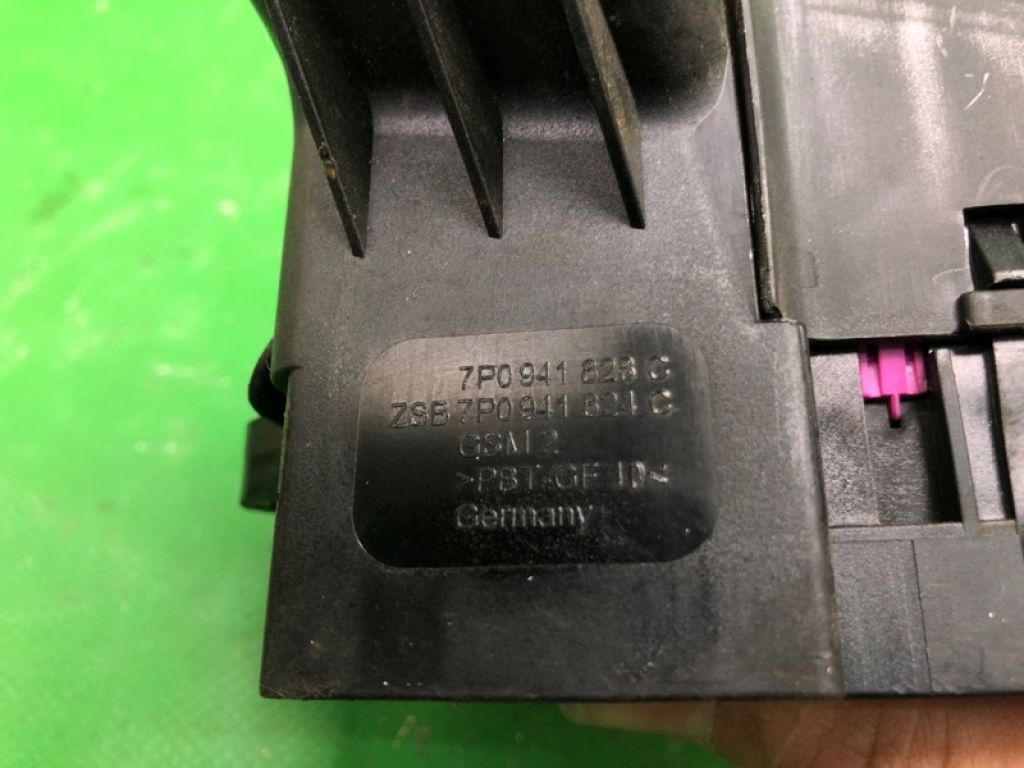 7P0 941 823 C
ZSB 7P0 941 824 C
GSM 2
>PBT-GF 10<
Germany